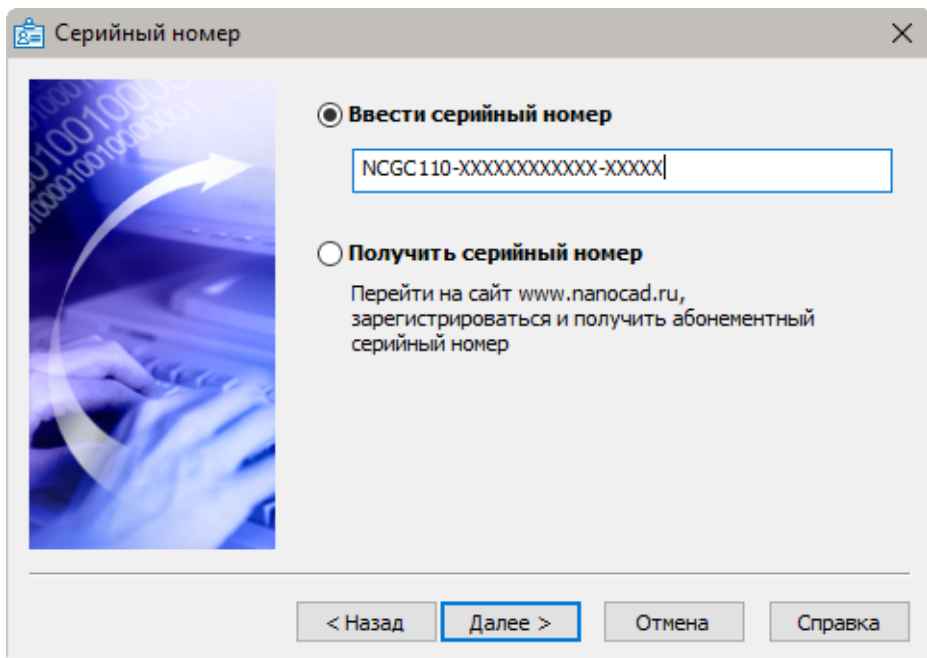 Серийный номер
Ввести серийный номер
NCGC110-XXXXXXXXXXXX-XXXXX
Получить серийный номер
Перейти на сайт www.nanocad.ru,
зарегистрироваться и получить абонементный
серийный номер
< Назад
Далее >
Отмена
Справка